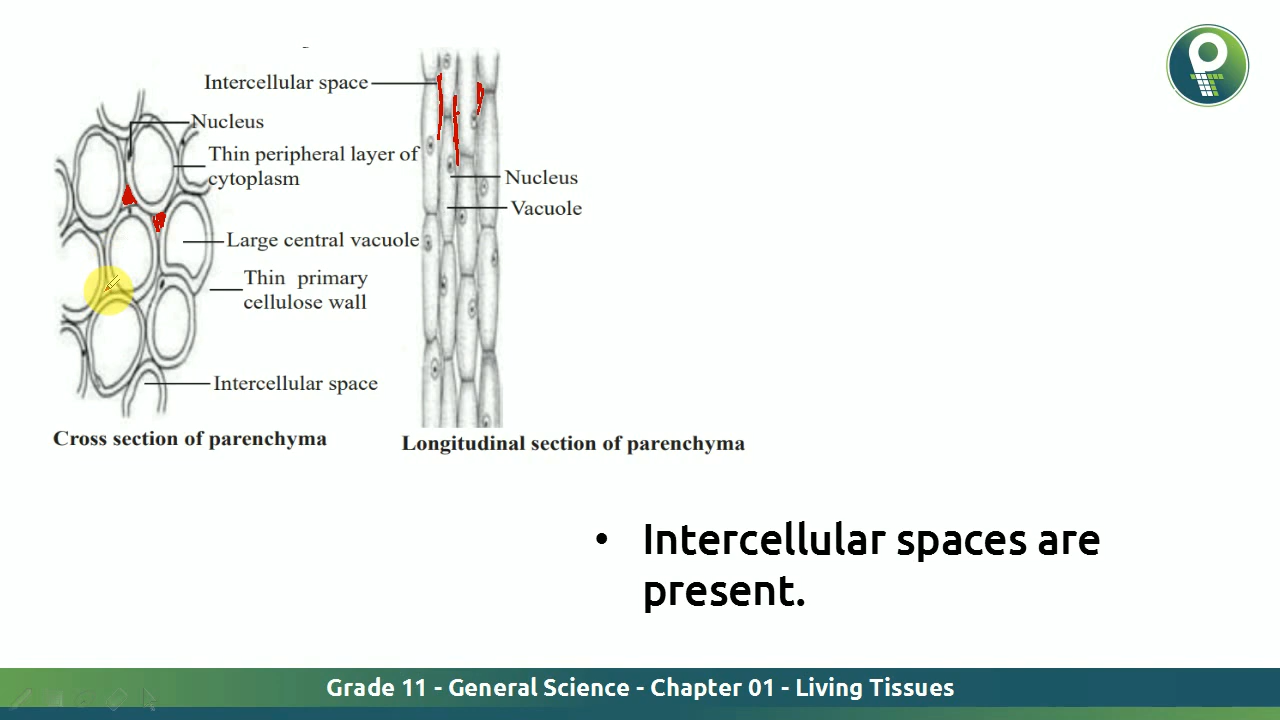 Intercellular space
Nucleus
Thin peripheral layer of
cytoplasm
Nucleus
Vacuole
Large central vacuole
Thin primary
cellulose wall
Intercellular space
Cross section of parenchyma
Longitudinal section of parenchyma
• Intercellular spaces are
present.
Grade 11 - General Science - Chapter 01 - Living Tissues